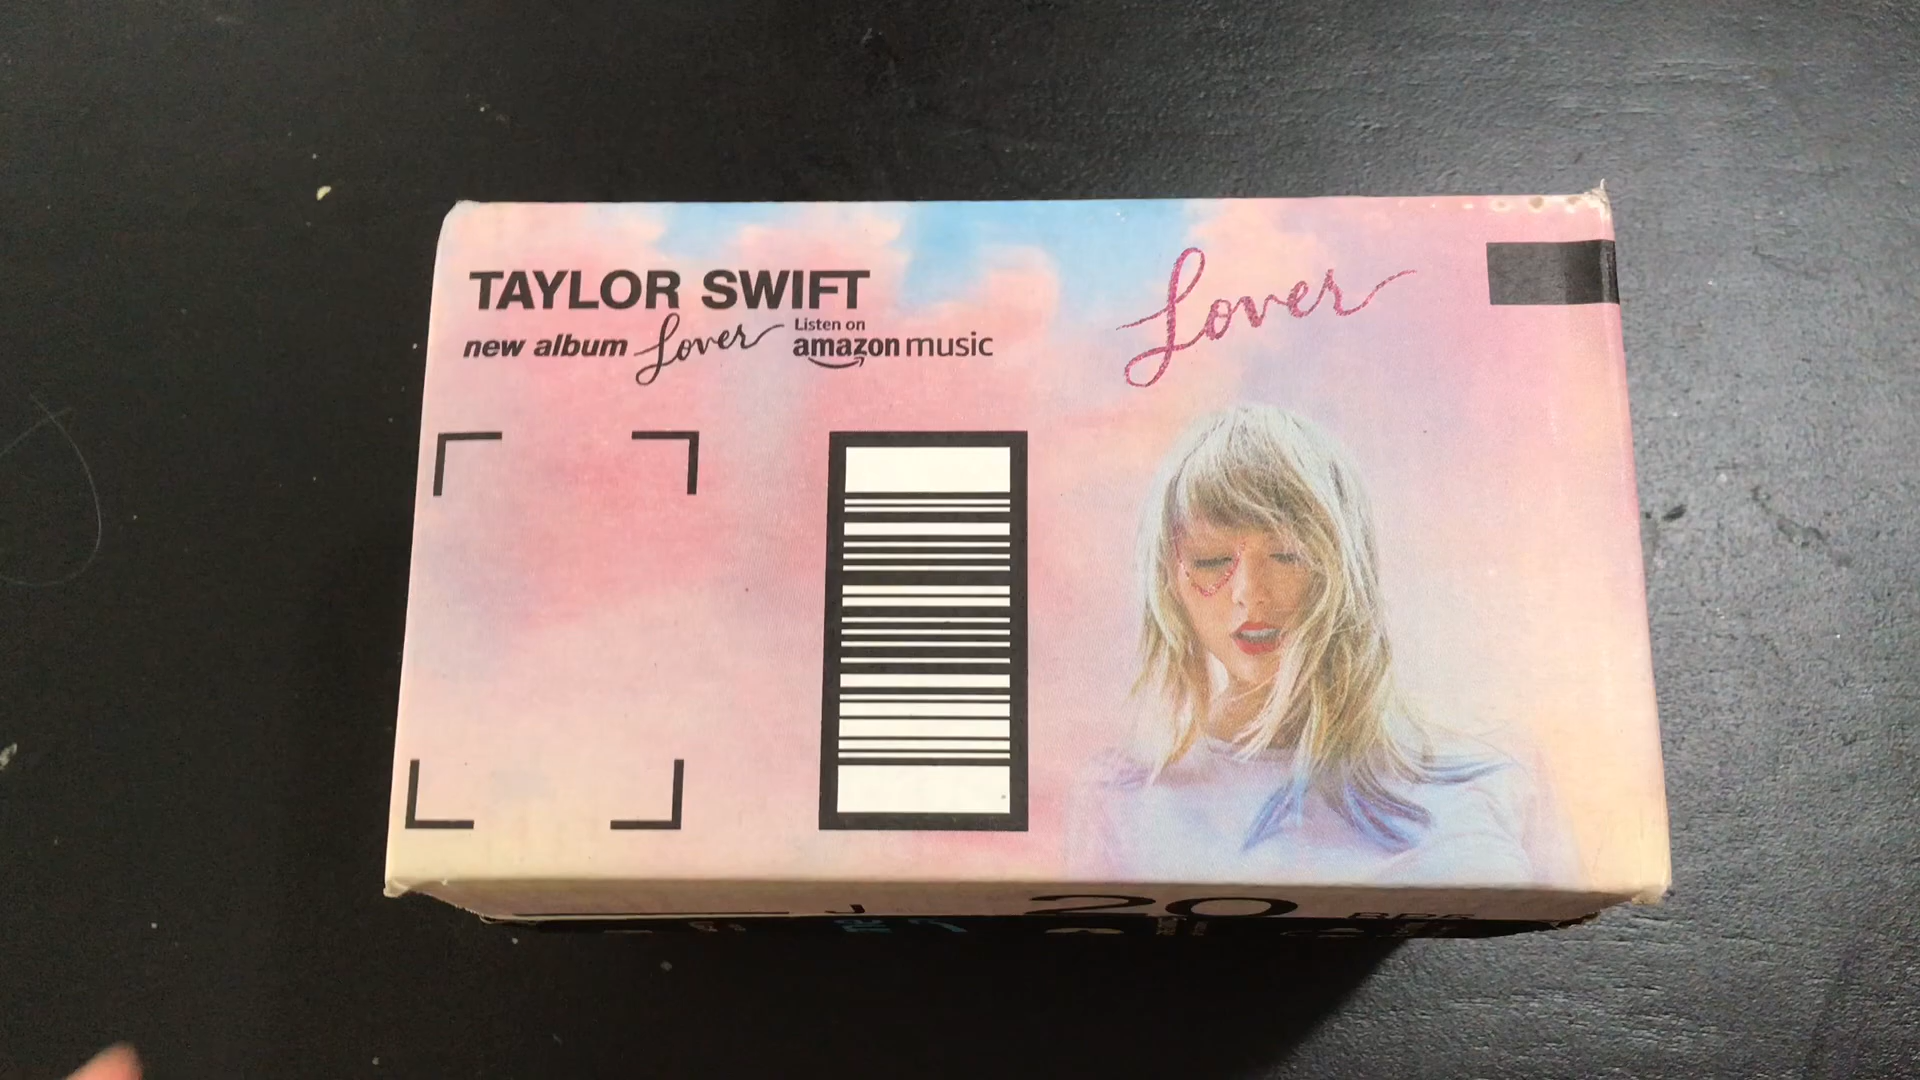 TAYLOR SWIFT
new album Lover Listen on
amazon music
Lover
20